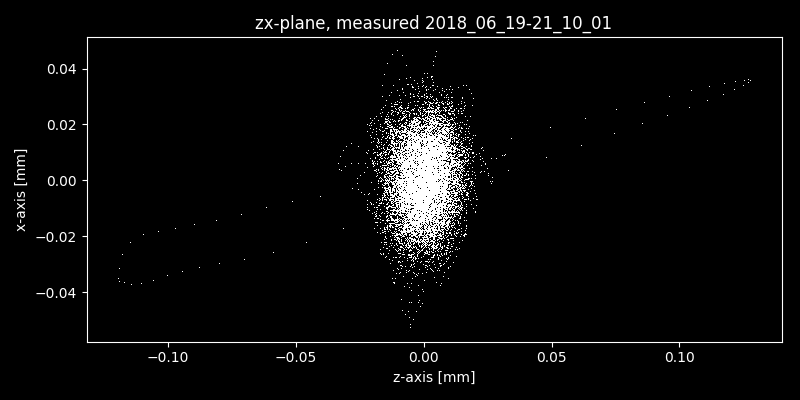 zx-plane, measured 2018_06_19-21_10_01
x-axis [mm]
0.04
0.02
0.00
−0.02
−0.04
−0.10 −0.05 0.00 0.05 0.10
z-axis [mm]